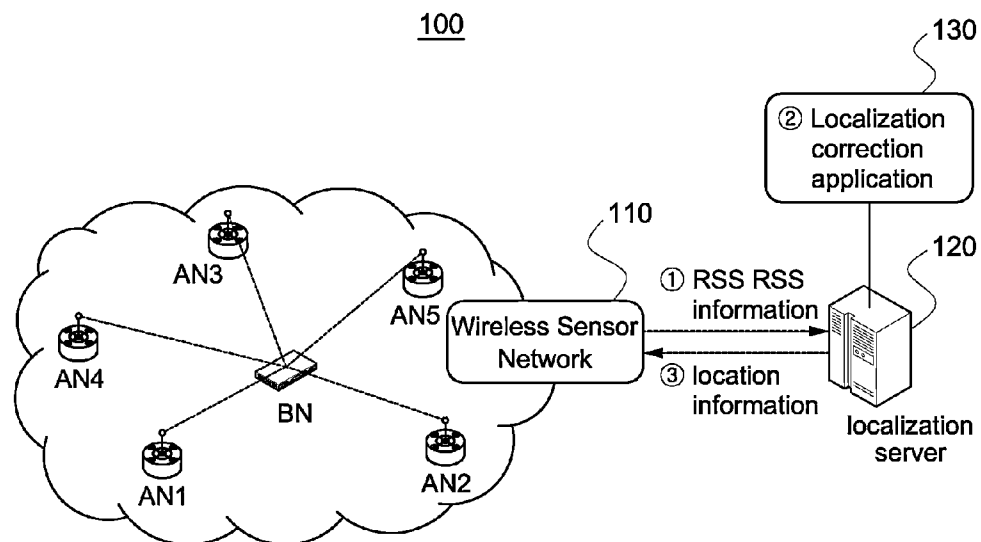 100
130
② Localization
correction
application
110
120
AN3
AN5
① RSS RSS
information
Wireless Sensor
Network
AN4
BN
③ location
information
localization
server
AN1
AN2